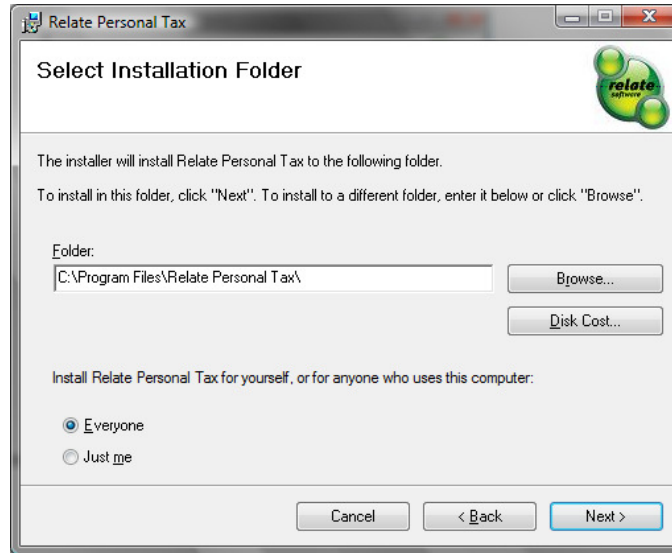 Relate Personal Tax
Select Installation Folder
relate
software
The installer will install Relate Personal Tax to the following folder.
To install in this folder, click "Next". To install to a different folder, enter it below or click "Browse".
Folder:
C:\Program Files\Relate Personal Tax\
Browse...
Disk Cost...
Install Relate Personal Tax for yourself, or for anyone who uses this computer:
Everyone
Just me
Cancel
< Back
Next >